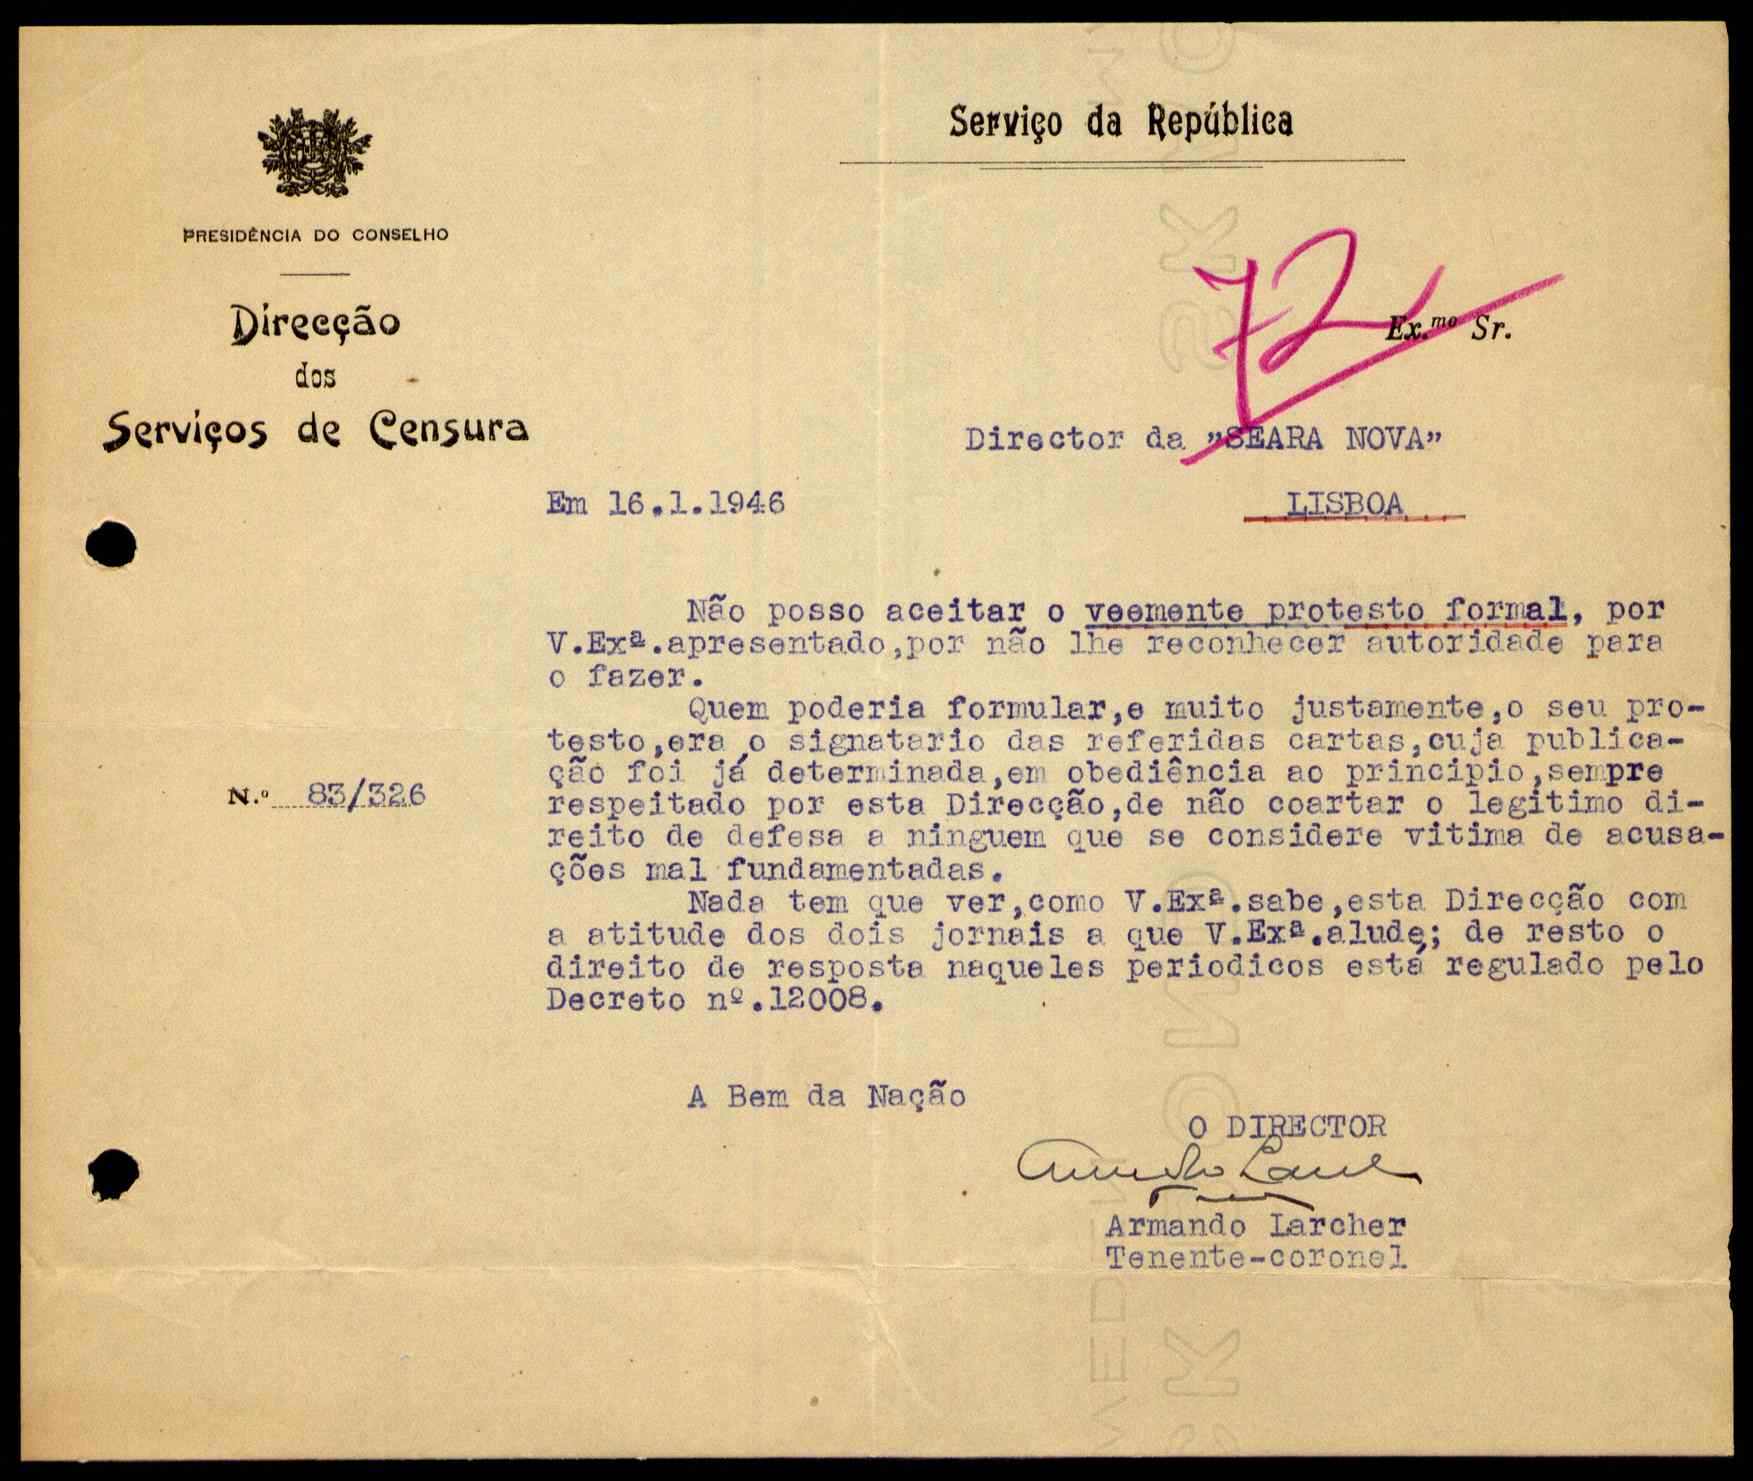 Serviço da República
PRESIDÊNCIA DO CONSELHO
Direcção
dos
Serviços de Censura
72
Ex.mo Sr.
Director da "SEARA NOVA"
Em 16.1.1946
LISBOA
Não posso aceitar o veemente protesto formal, por
V.Exª.apresentado,por não lhe reconhecer autoridade para
o fazer.
Quem poderia formular,e muito justamente,o seu pro-
testo,era o signatario das referidas cartas,cuja publica-
ção foi já determinada,em obediência ao principio,sempre
N.º 83/326
respeitado por esta Direcção,de não coartar o legitimo di-
reito de defesa a ninguem que se considere vitima de acusa-
ções mal fundamentadas.
Nada tem que ver,como V.Exª.sabe,esta Direcção com
a atitude dos dois jornais a que V.Exª.alude; de resto o
direito de resposta naqueles periodicos está regulado pelo
Decreto nº.12008.
A Bem da Nação
O DIRECTOR
Armando Larcher
Tenente-coronel